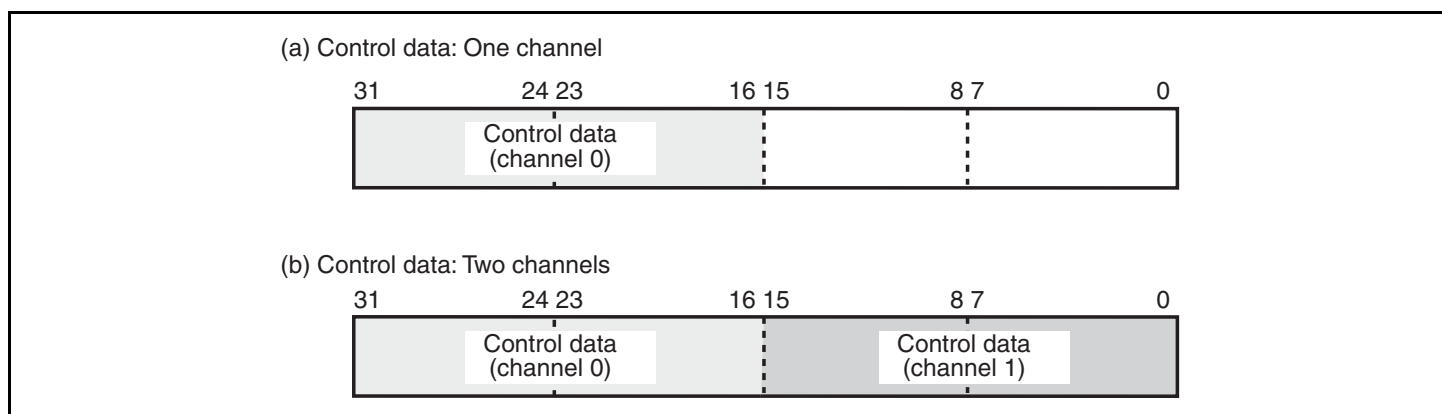 (a) Control data: One channel
31 24 23 16 15 8 7 0
Control data
(channel 0)
(b) Control data: Two channels
31 24 23 16 15 8 7 0
Control data
(channel 0)
Control data
(channel 1)